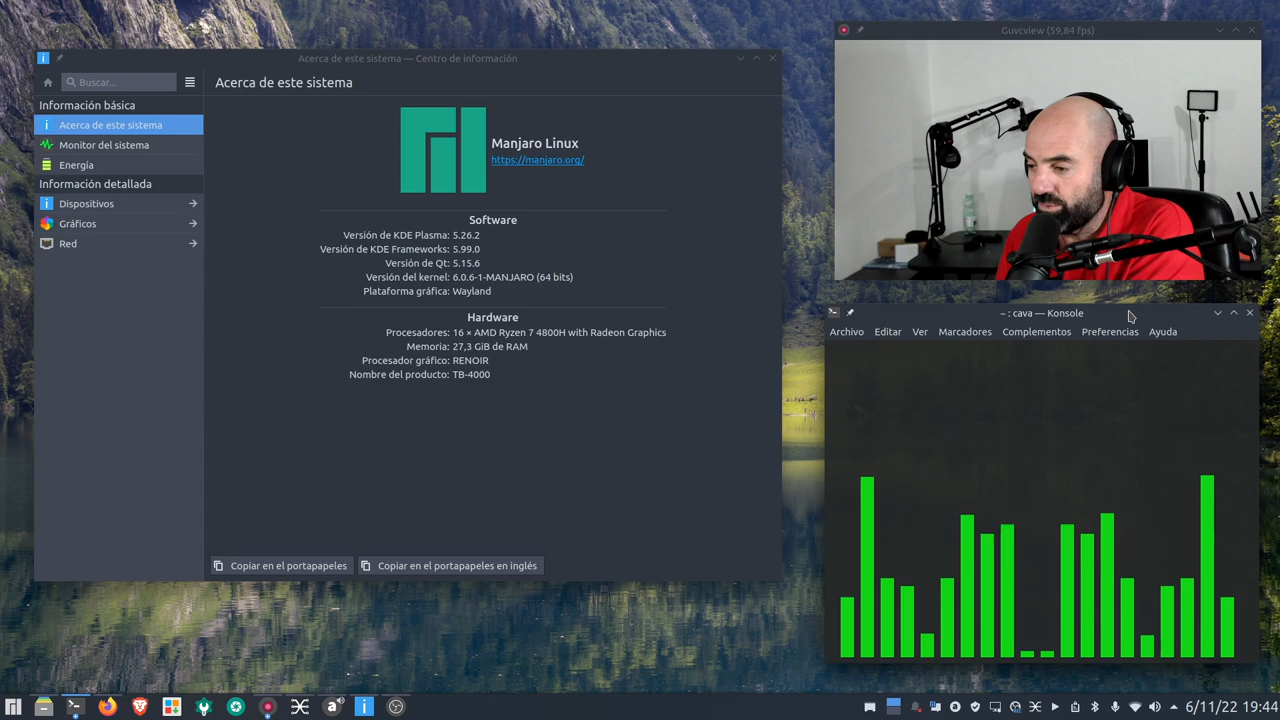 Acerca de este sistema — Centro de información
Buscar...
Acerca de este sistema
Información básica
Acerca de este sistema
Monitor del sistema
Energía
Información detallada
Dispositivos
Gráficos
Red
Manjaro Linux
https://manjaro.org/
Software
Versión de KDE Plasma: 5.26.2
Versión de KDE Frameworks: 5.99.0
Versión de Qt: 5.15.6
Versión del kernel: 6.0.6-1-MANJARO (64 bits)
Plataforma gráfica: Wayland
Hardware
Procesadores: 16 × AMD Ryzen 7 4800H with Radeon Graphics
Memoria: 27,3 GiB de RAM
Procesador gráfico: RENOIR
Nombre del producto: TB-4000
Copiar en el portapapeles
Copiar en el portapapeles en inglés
Guvcview (59,84 fps)
~ : cava — Konsole
Archivo Editar Ver Marcadores Complementos Preferencias Ayuda
6/11/22 19:44